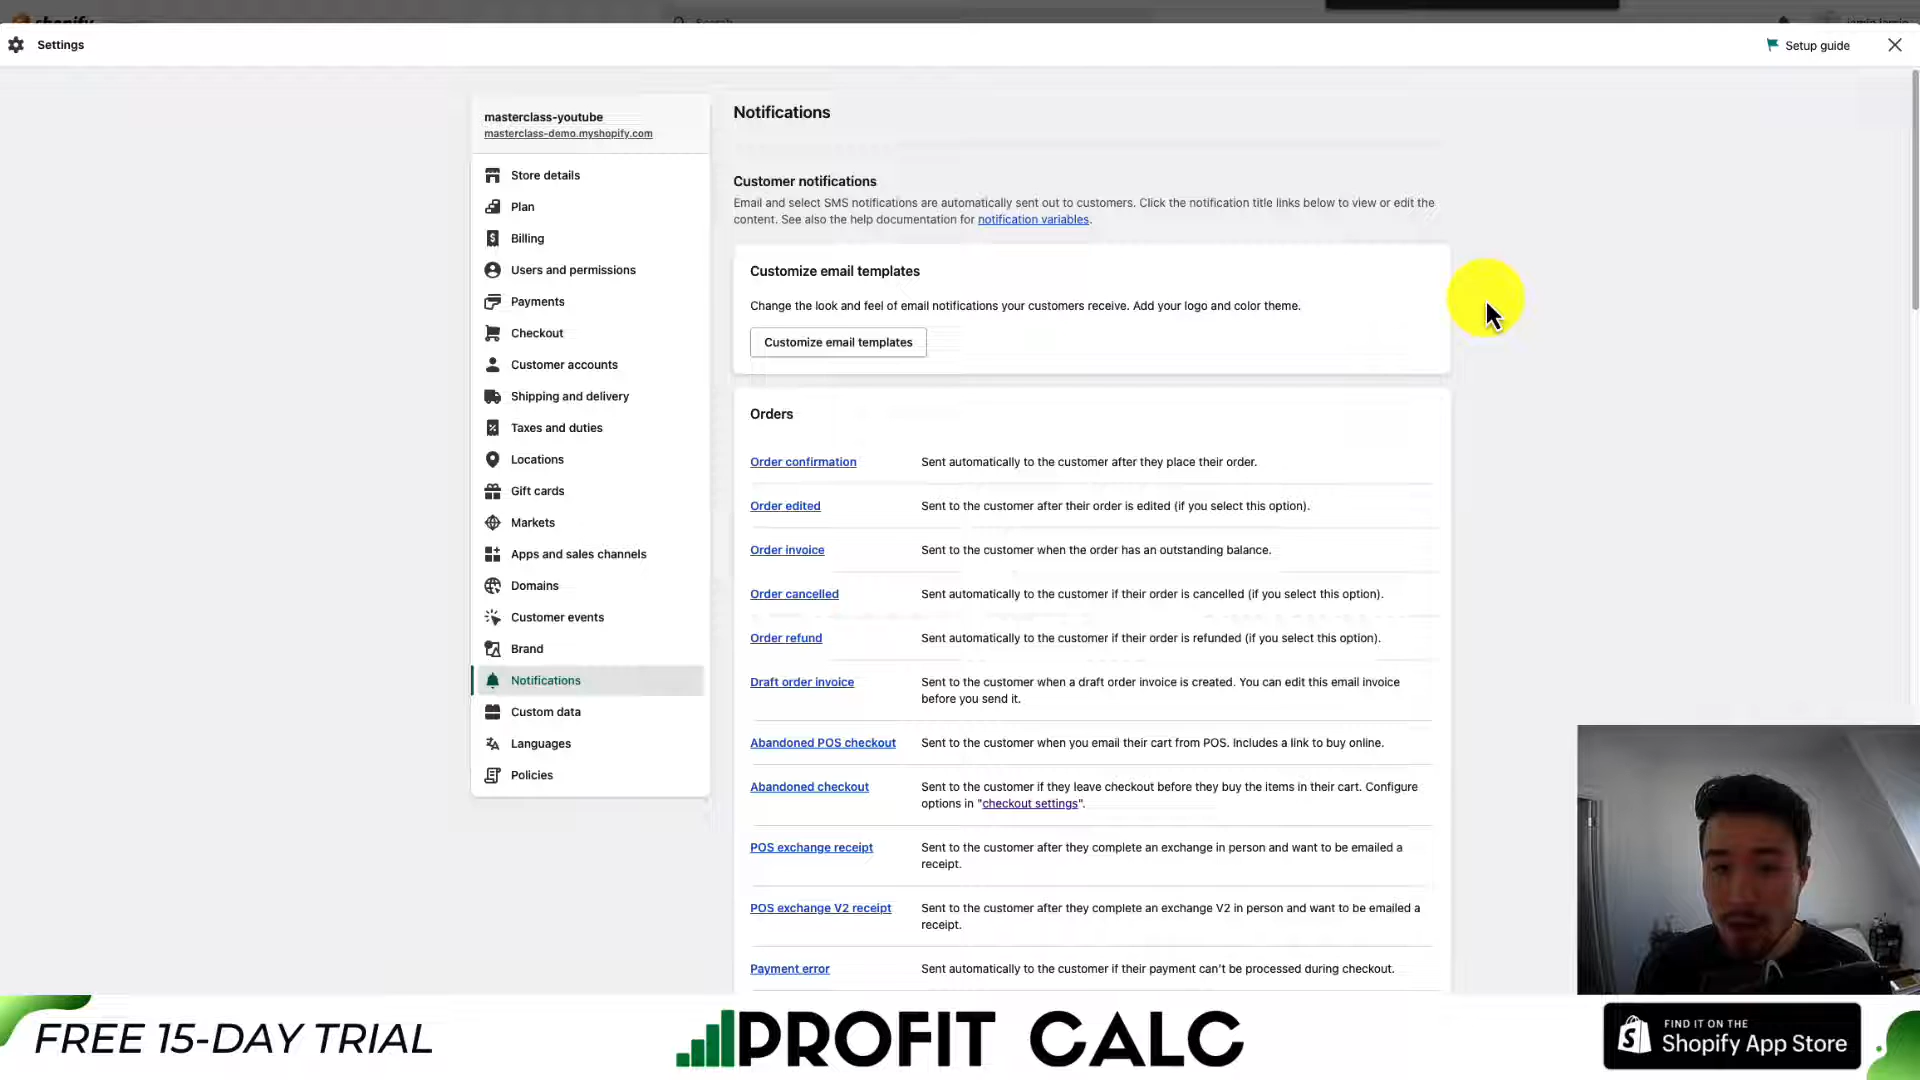 shopify
Search
Settings
Setup guide
masterclass-youtube
masterclass-demo.myshopify.com
Store details
Plan
Billing
Users and permissions
Payments
Checkout
Customer accounts
Shipping and delivery
Taxes and duties
Locations
Gift cards
Markets
Apps and sales channels
Domains
Customer events
Brand
Notifications
Custom data
Languages
Policies
Notifications
Customer notifications
Email and select SMS notifications are automatically sent out to customers. Click the notification title links below to view or edit the
content. See also the help documentation for notification variables.
Customize email templates
Change the look and feel of email notifications your customers receive. Add your logo and color theme.
Customize email templates
Orders
Order confirmation Sent automatically to the customer after they place their order.
Order edited Sent to the customer after their order is edited (if you select this option).
Order invoice Sent to the customer when the order has an outstanding balance.
Order cancelled Sent automatically to the customer if their order is cancelled (if you select this option).
Order refund Sent automatically to the customer if their order is refunded (if you select this option).
Draft order invoice Sent to the customer when a draft order invoice is created. You can edit this email invoice
before you send it.
Abandoned POS checkout Sent to the customer when you email their cart from POS. Includes a link to buy online.
Abandoned checkout Sent to the customer if they leave checkout before they buy the items in their cart. Configure
options in "checkout settings".
POS exchange receipt Sent to the customer after they complete an exchange in person and want to be emailed a
receipt.
POS exchange V2 receipt Sent to the customer after they complete an exchange V2 in person and want to be emailed a
receipt.
Payment error Sent automatically to the customer if their payment can't be processed during checkout.
FREE 15-DAY TRIAL
PROFIT CALC
FIND IT ON THE
Shopify App Store